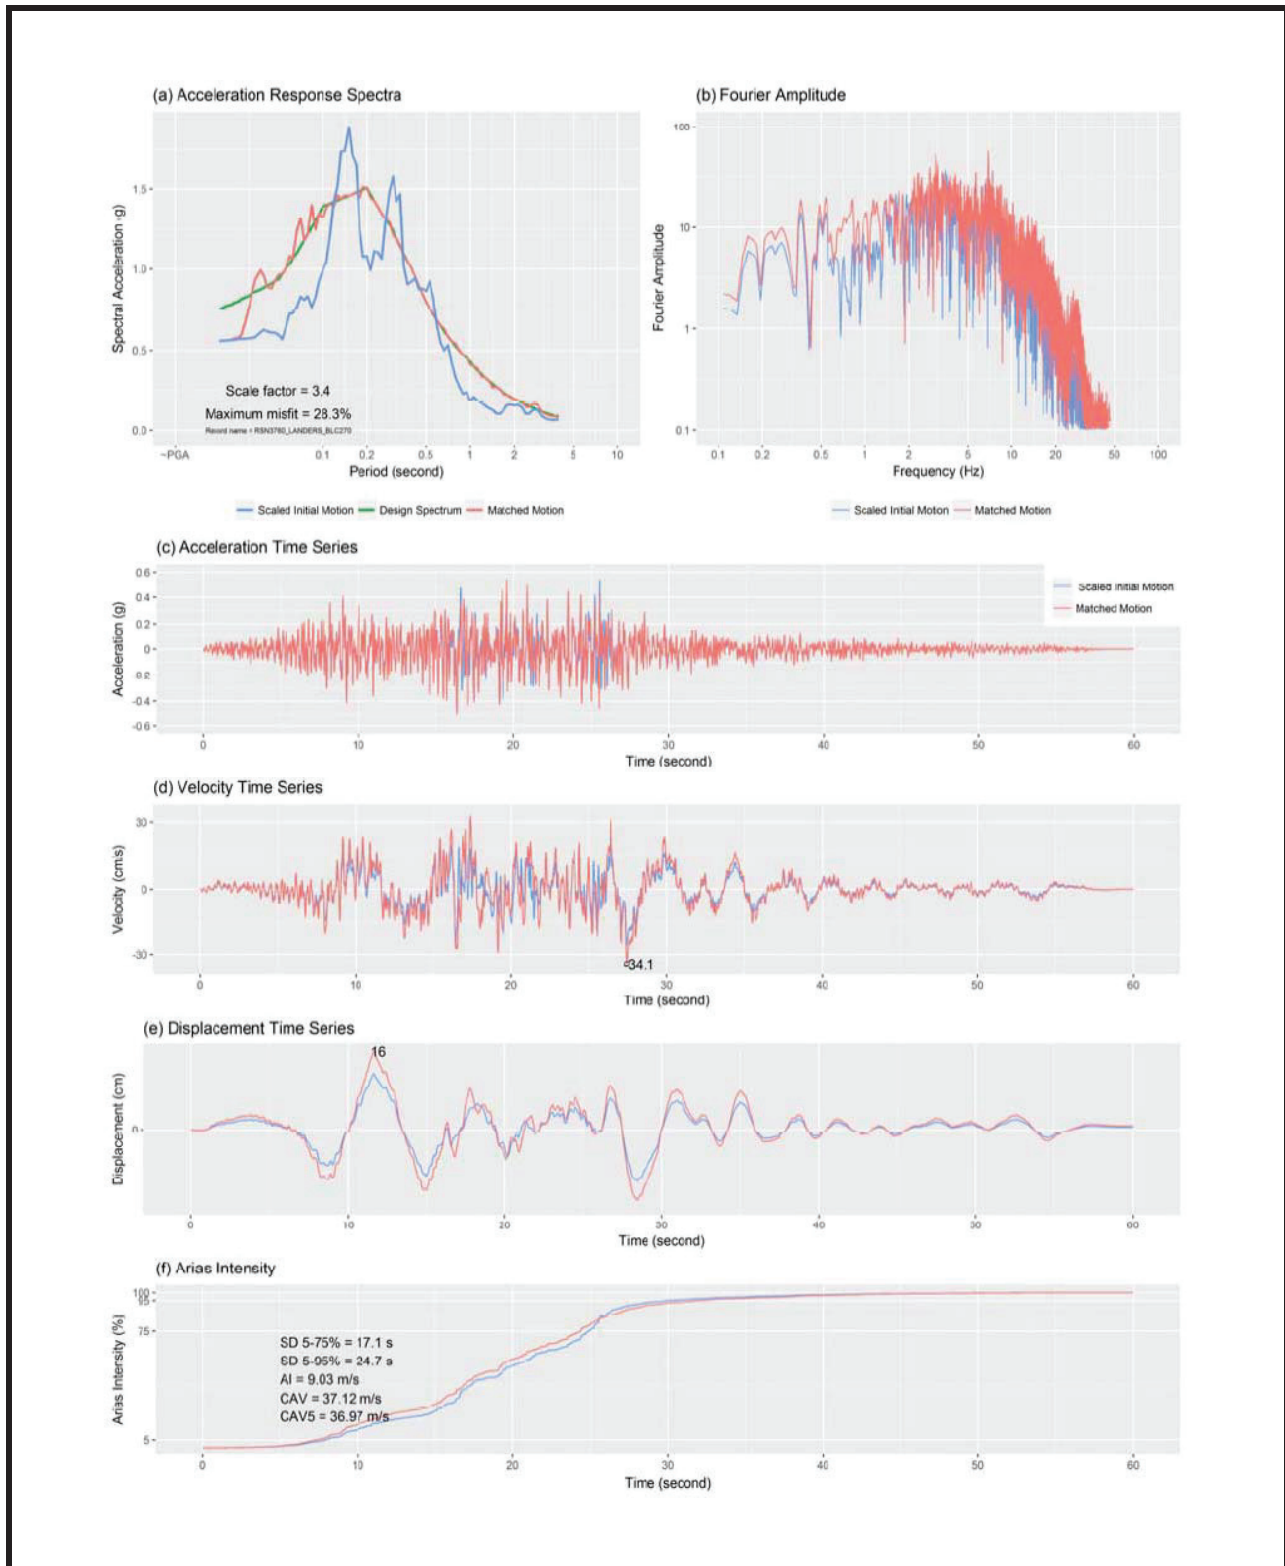 (a) Acceleration Response Spectra
Spectral Acceleration (g)
1.5
1.0
0.5
0.0
Scale factor = 3.4
Maximum misfit = 28.3%
Record name = RSN3760_LANDERS_BLC270
~PGA 0.1 0.2 0.5 1 2 5 10
Period (second)
Scaled Initial Motion Design Spectrum Matched Motion
(b) Fourier Amplitude
Fourier Amplitude
100
10
1
0.1
0.1 0.2 0.5 1 2 5 10 20 50 100
Frequency (Hz)
Scaled Initial Motion Matched Motion
(c) Acceleration Time Series
Acceleration (g)
0.6
0.4
0.2
0
0.2
-0.4
-0.6
Scaled Initial Motion
Matched Motion
0 10 20 30 40 50 60
Time (second)
(d) Velocity Time Series
Velocity (cm/s)
30
0
-30
-34.1
0 10 20 30 40 50 60
Time (second)
(e) Displacement Time Series
Displacement (cm)
16
0
0 10 20 30 40 50 60
Time (second)
(f) Arias Intensity
Arias Intensity (%)
100
95
75
5
SD 5-75% = 17.1 s
SD 5-95% = 24.7 s
AI = 9.03 m/s
CAV = 37.12 m/s
CAV5 = 36.97 m/s
0 10 20 30 40 50 60
Time (second)